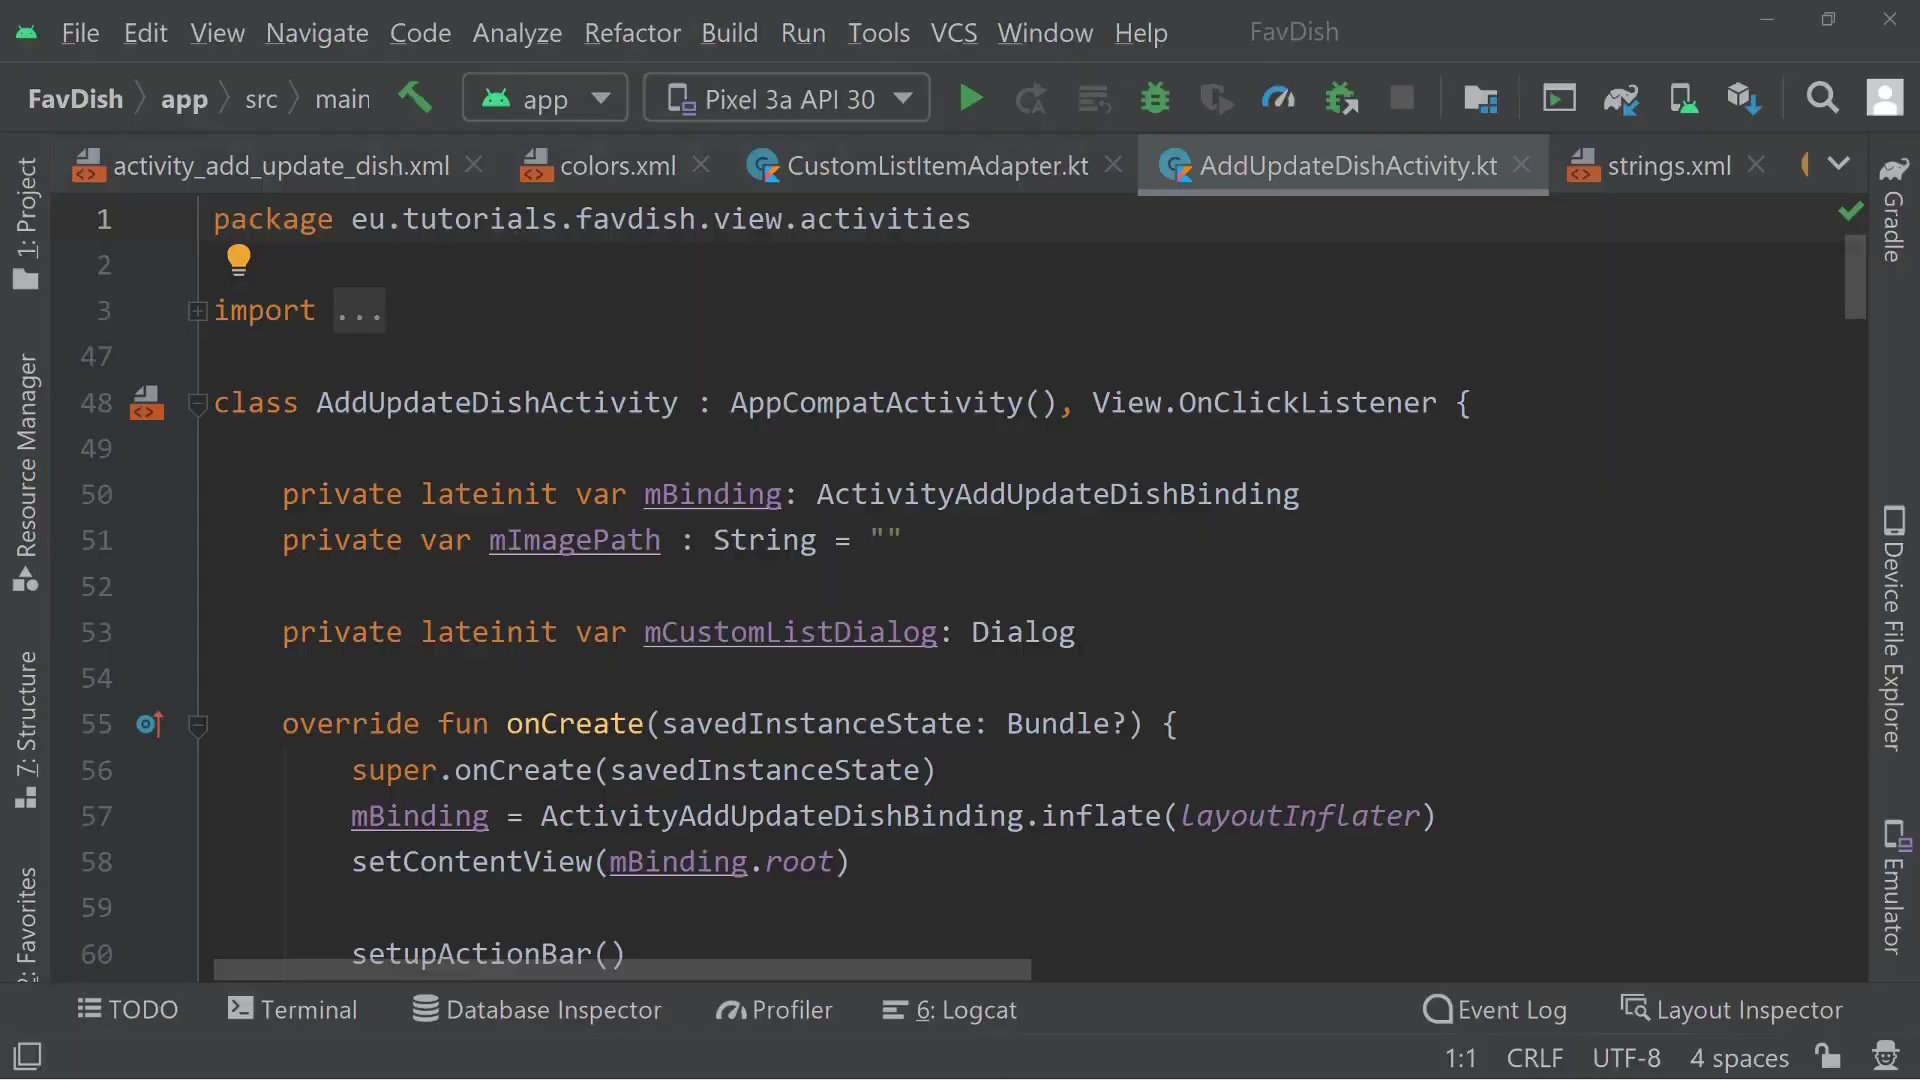 File Edit View Navigate Code Analyze Refactor Build Run Tools VCS Window Help FavDish
FavDish app src main app Pixel 3a API 30
activity_add_update_dish.xml colors.xml CustomListItemAdapter.kt AddUpdateDishActivity.kt strings.xml
1: Project
Resource Manager
7: Structure
2: Favorites
1 package eu.tutorials.favdish.view.activities
2
3 import ...
47
48 class AddUpdateDishActivity : AppCompatActivity(), View.OnClickListener {
49
50 private lateinit var mBinding: ActivityAddUpdateDishBinding
51 private var mImagePath : String = ""
52
53 private lateinit var mCustomListDialog: Dialog
54
55 override fun onCreate(savedInstanceState: Bundle?) {
56 super.onCreate(savedInstanceState)
57 mBinding = ActivityAddUpdateDishBinding.inflate(layoutInflater)
58 setContentView(mBinding.root)
59
60 setupActionBar()
Gradle
Device File Explorer
Emulator
TODO Terminal Database Inspector Profiler 6: Logcat Event Log Layout Inspector
1:1 CRLF UTF-8 4 spaces